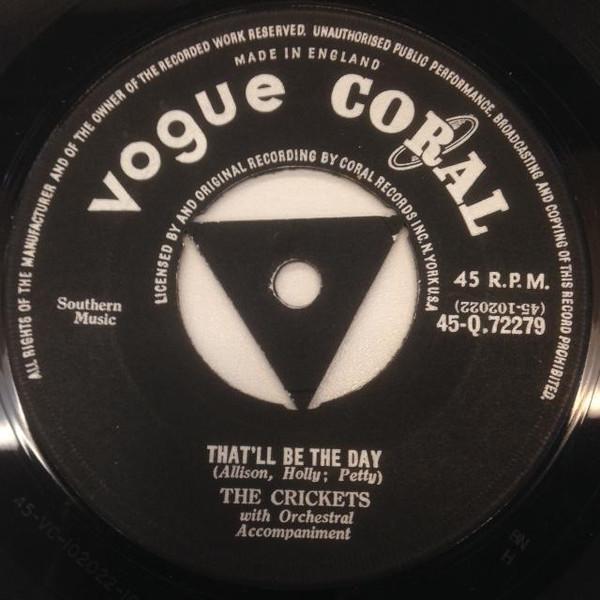 ALL RIGHTS OF THE MANUFACTURER AND OF THE OWNER OF THE RECORDED WORK RESERVED. UNAUTHORISED PUBLIC PERFORMANCE, BROADCASTING AND COPYING OF THIS RECORD PROHIBITED.
MADE IN ENGLAND
vogue CORAL
LICENSED BY AND ORIGINAL RECORDING BY CORAL RECORDS INC. N.YORK U.S.A
45 R.P.M.
(45-102022)
45-Q.72279
Southern
Music
THAT'LL BE THE DAY
(Allison, Holly; Petty)
THE CRICKETS
with Orchestral
Accompaniment